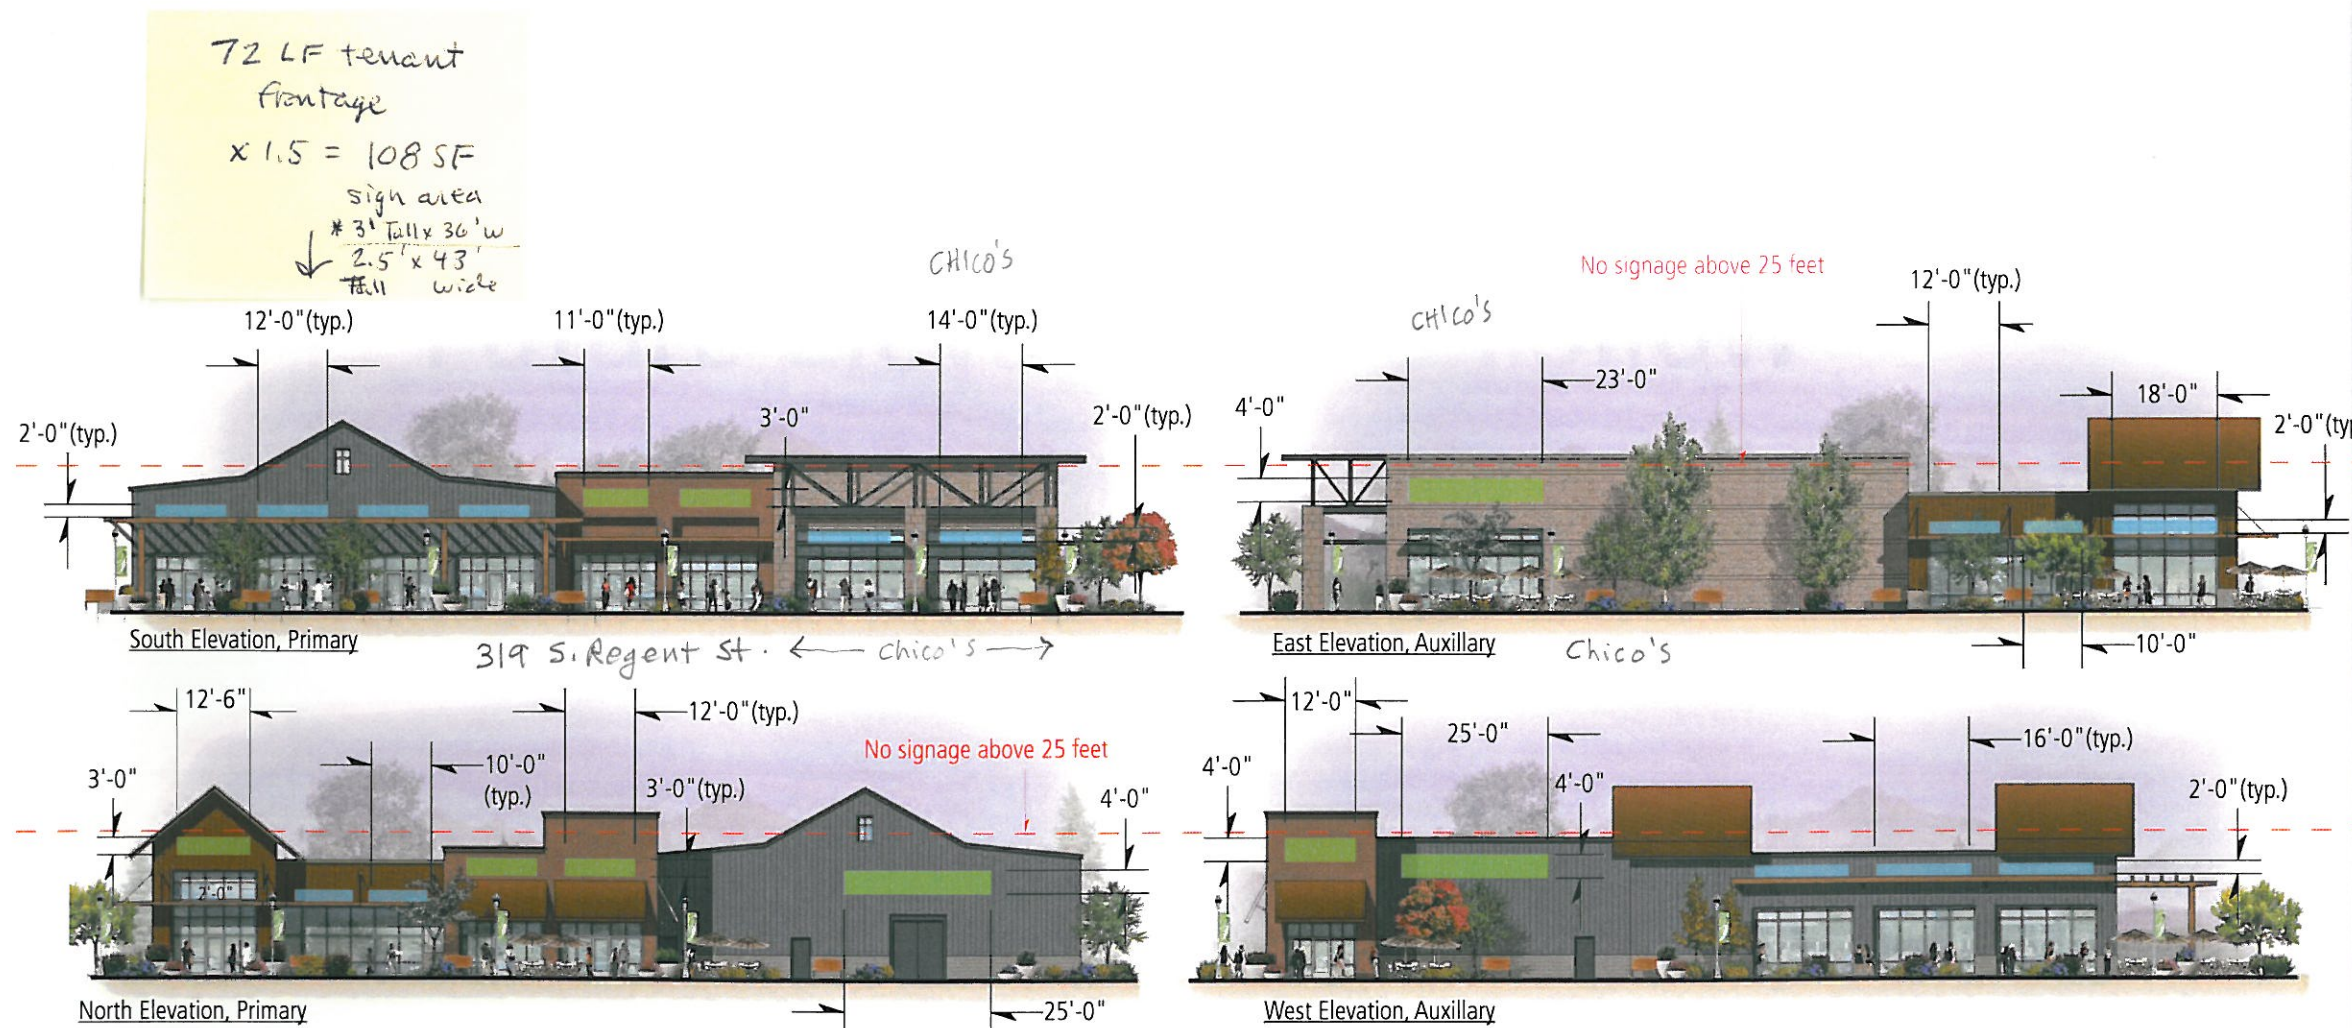 72 LF tenant
frontage
x 1.5 = 108 SF
sign area
* 3' Tall x 36' w
2.5' x 43'
Tall wide
CHICO'S
12'-0"(typ.)
11'-0"(typ.)
14'-0"(typ.)
2'-0"(typ.)
3'-0"
2'-0"(typ.)
South Elevation, Primary
319 S. Regent St. ← Chico's →
No signage above 25 feet
12'-0"(typ.)
CHICO'S
23'-0"
4'-0"
18'-0"
2'-0"(typ
East Elevation, Auxillary
Chico's
10'-0"
12'-6"
12'-0"(typ.)
No signage above 25 feet
10'-0"
(typ.)
3'-0"
3'-0"(typ.)
4'-0"
2'-0"
North Elevation, Primary
25'-0"
12'-0"
25'-0"
16'-0"(typ.)
4'-0"
4'-0"
2'-0"(typ.)
West Elevation, Auxillary